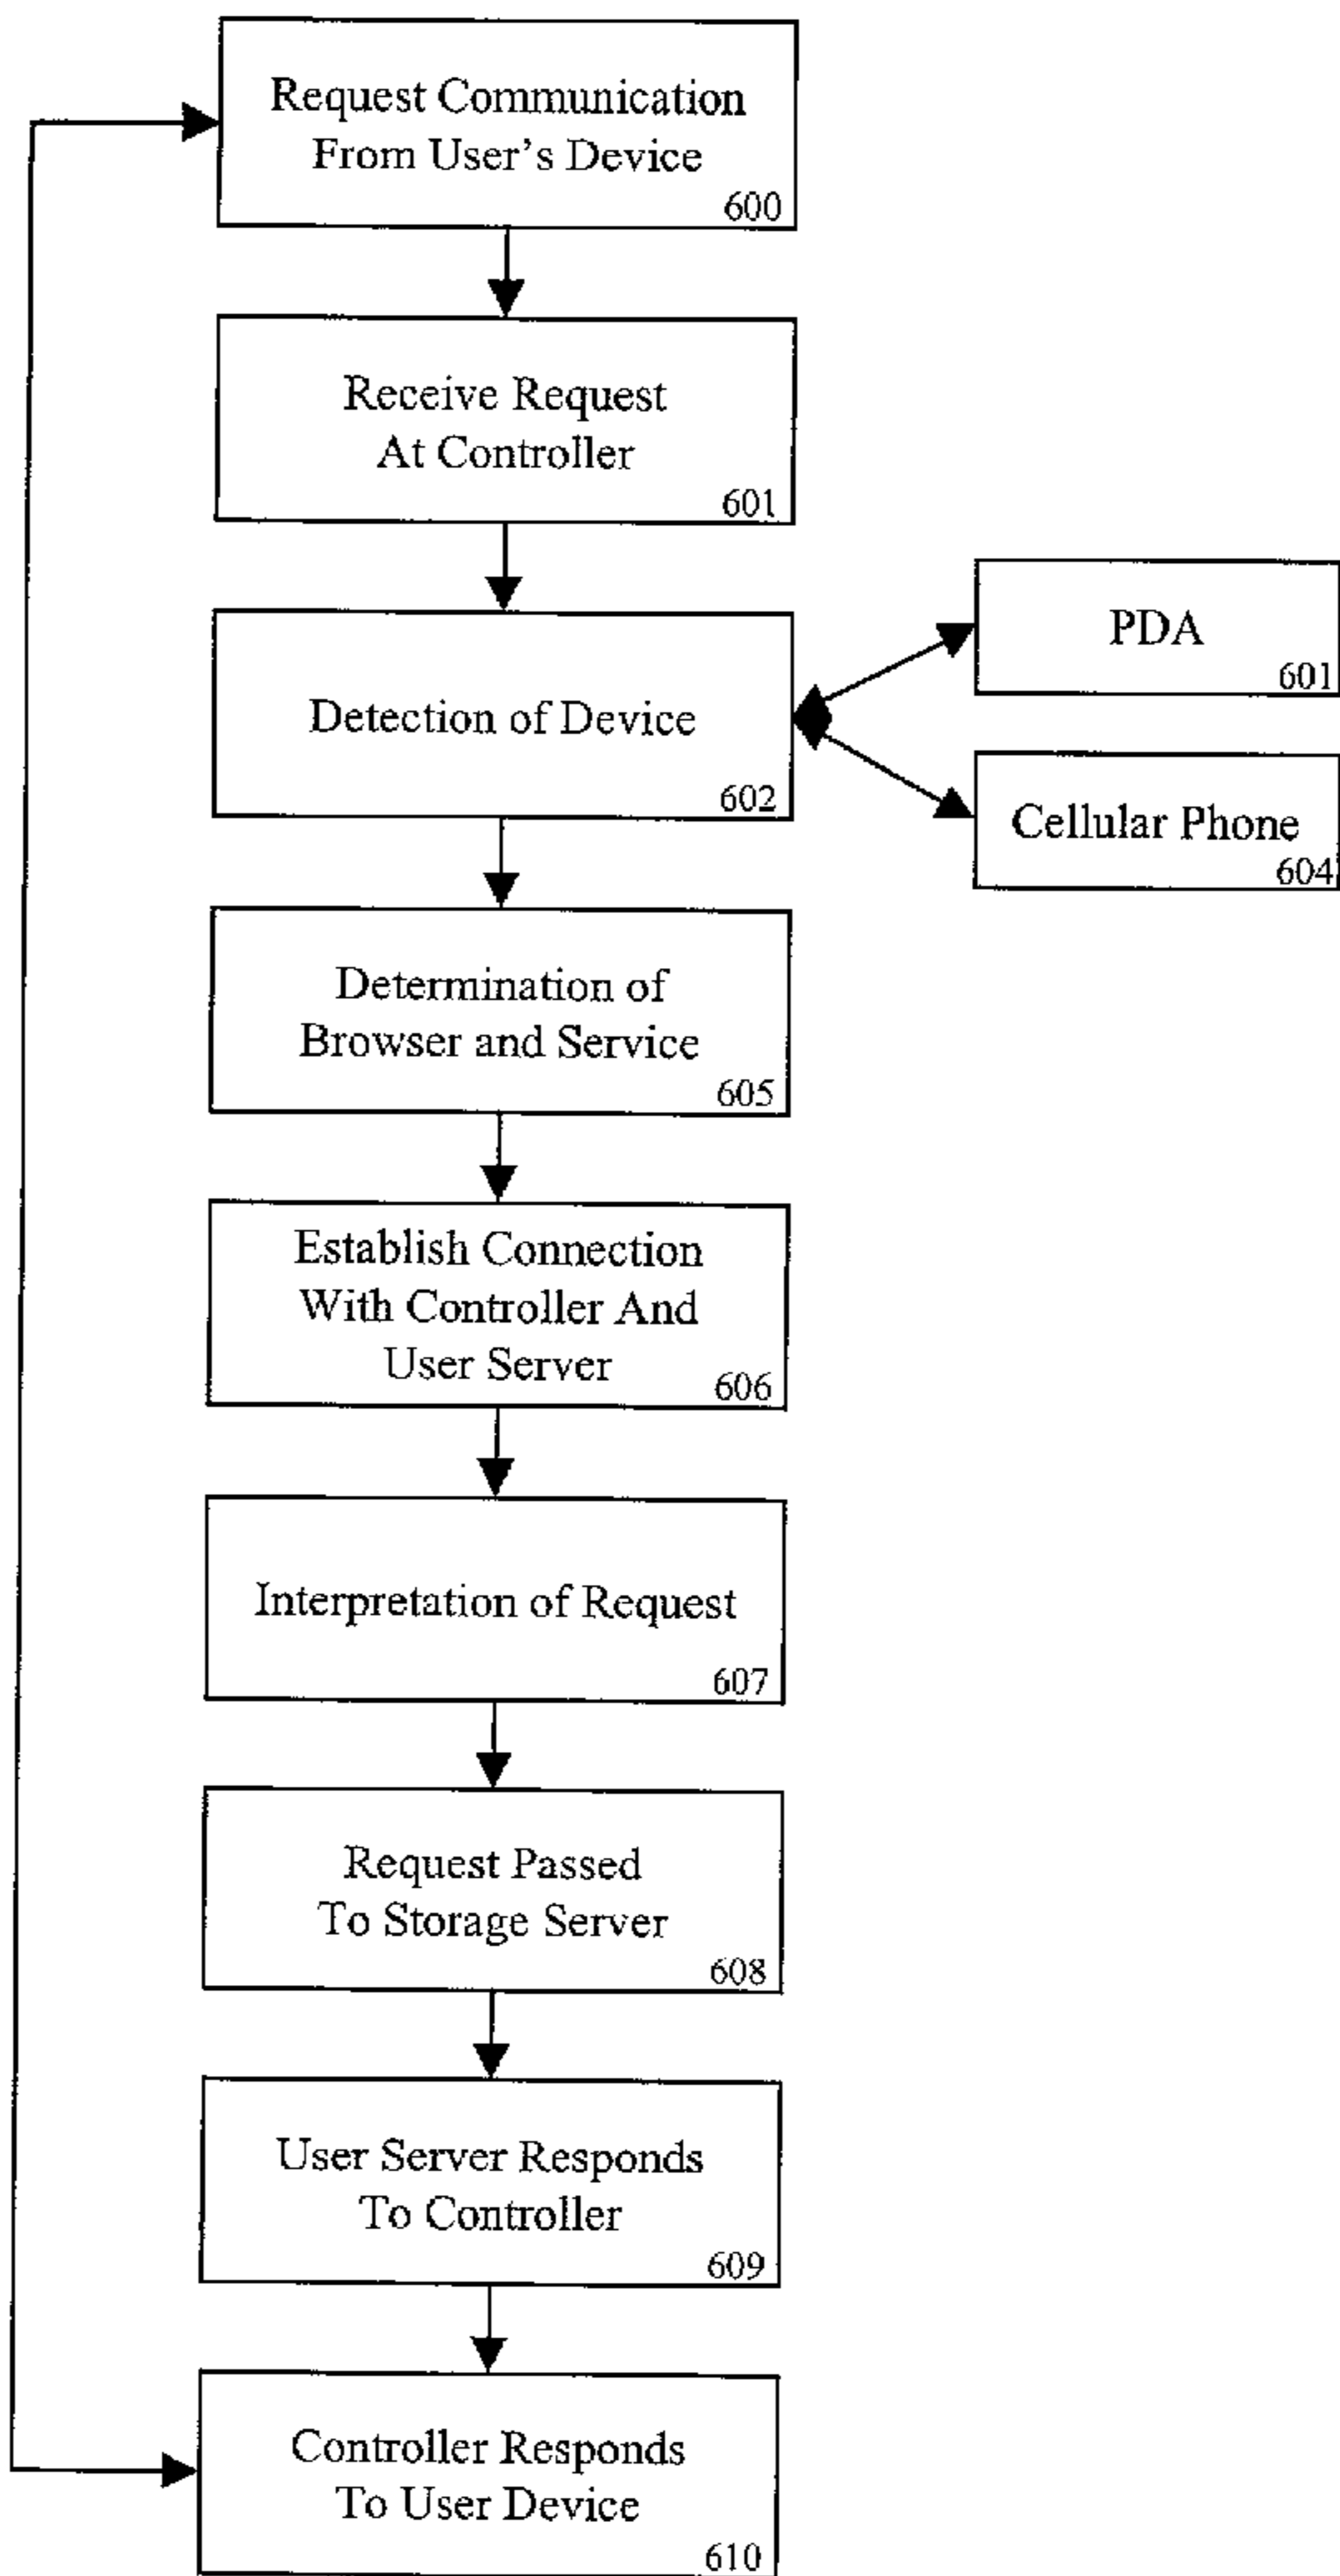 Request Communication
From User's Device
600
Receive Request
At Controller
601
Detection of Device
602
PDA
601
Cellular Phone
604
Determination of
Browser and Service
605
Establish Connection
With Controller And
User Server
606
Interpretation of Request
607
Request Passed
To Storage Server
608
User Server Responds
To Controller
609
Controller Responds
To User Device
610